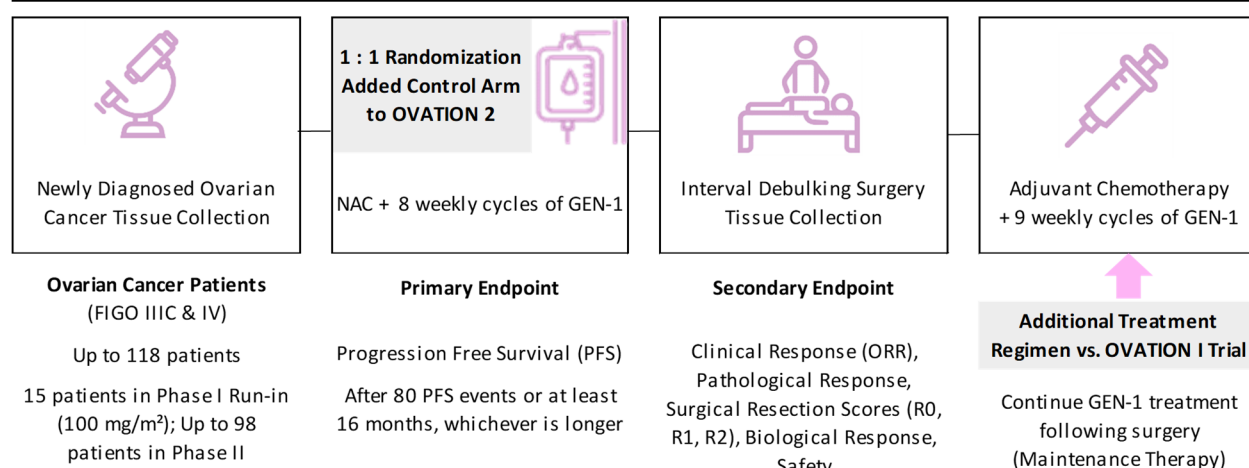 Newly Diagnosed Ovarian
Cancer Tissue Collection
1 : 1 Randomization
Added Control Arm
to OVATION 2
NAC + 8 weekly cycles of GEN-1
Interval Debulking Surgery
Tissue Collection
Adjuvant Chemotherapy
+ 9 weekly cycles of GEN-1
Ovarian Cancer Patients
(FIGO IIIC & IV)
Up to 118 patients
15 patients in Phase I Run-in
(100 mg/m²); Up to 98
patients in Phase II
Primary Endpoint
Progression Free Survival (PFS)
After 80 PFS events or at least
16 months, whichever is longer
Secondary Endpoint
Clinical Response (ORR),
Pathological Response,
Surgical Resection Scores (R0,
R1, R2), Biological Response,
Safety
Additional Treatment
Regimen vs. OVATION I Trial
Continue GEN-1 treatment
following surgery
(Maintenance Therapy)